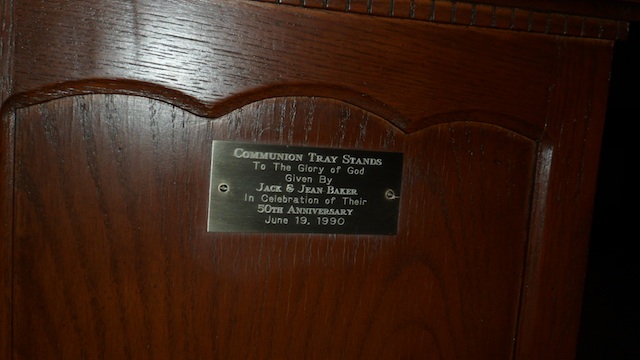 COMMUNION TRAY STANDS
To The Glory of God
Given By
JACK & JEAN BAKER
In Celebration of Their
50TH ANNIVERSARY
June 19, 1990